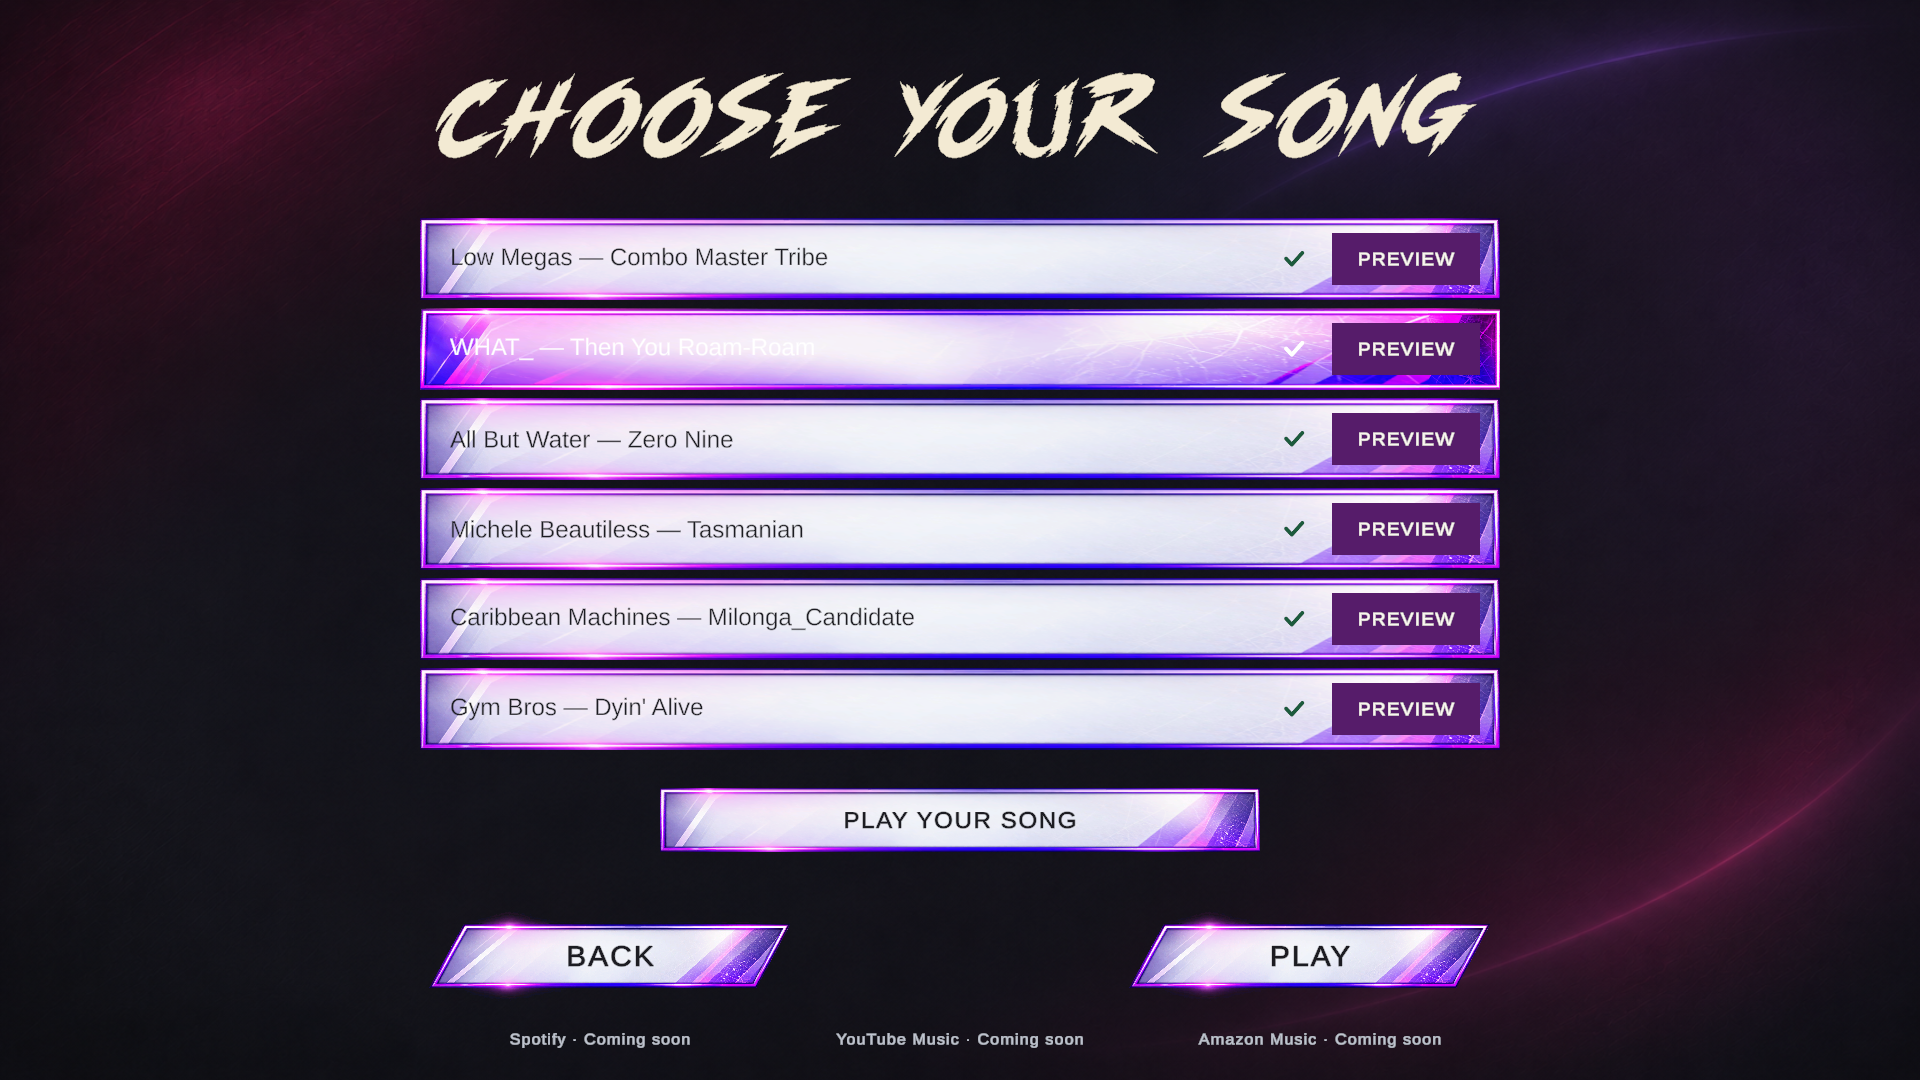 CHOOSE YOUR SONG
Low Megas — Combo Master Tribe
PREVIEW
WHAT_ — Then You Roam-Roam
PREVIEW
All But Water — Zero Nine
PREVIEW
Michele Beautiless — Tasmanian
PREVIEW
Caribbean Machines — Milonga_Candidate
PREVIEW
Gym Bros — Dyin' Alive
PREVIEW
PLAY YOUR SONG
BACK
PLAY
Spotify · Coming soon
YouTube Music · Coming soon
Amazon Music · Coming soon